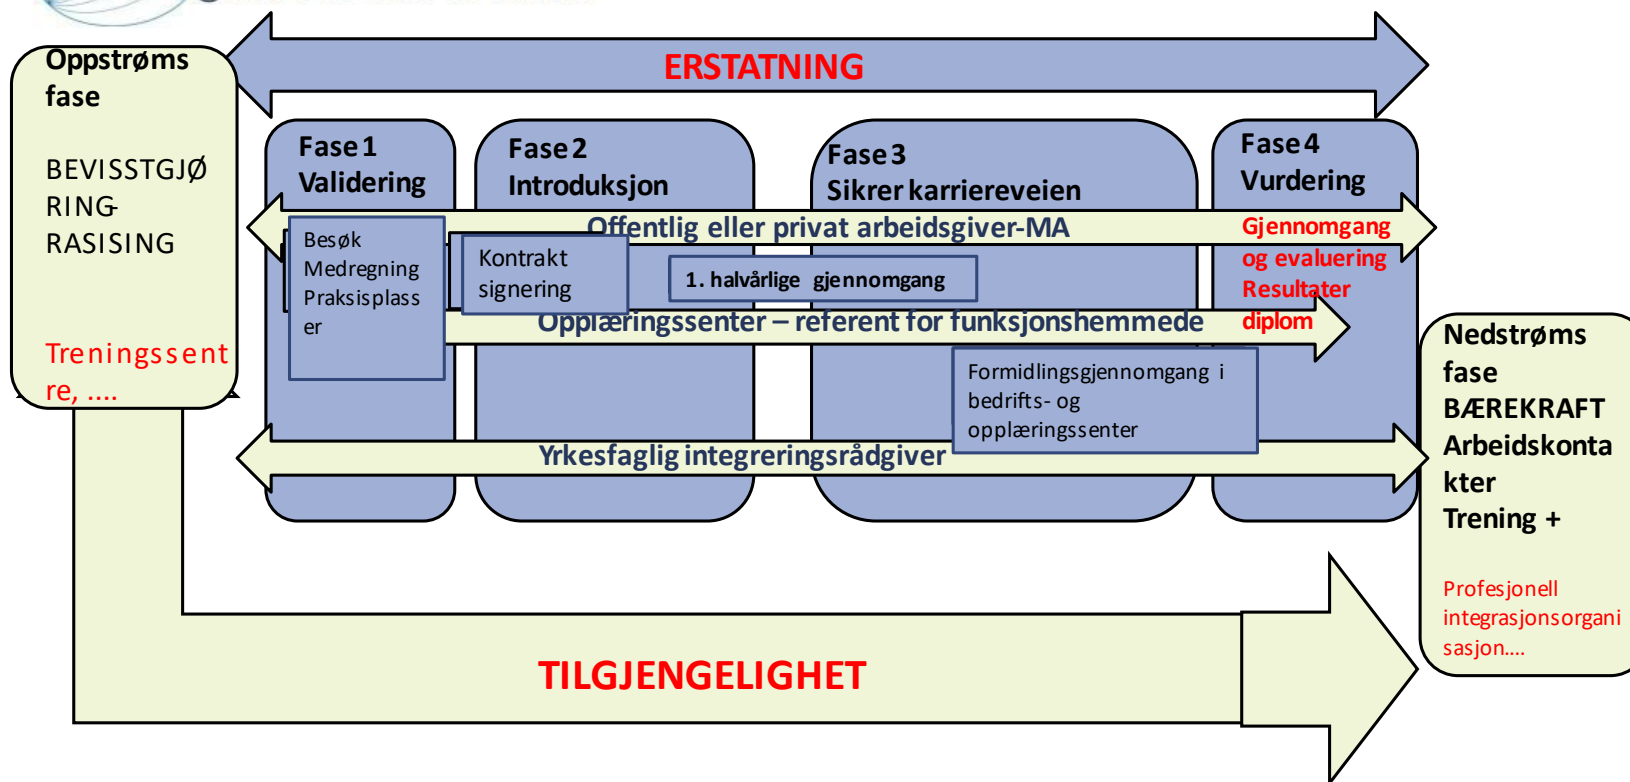 Oppstrøms
fase
BEVISSTGJØ
RING-
RASISING
Treningssent
re, ....
ERSTATNING
Fase 1
Validering
Fase 2
Introduksjon
Fase 3
Sikrer karriereveien
Fase 4
Vurdering
Offentlig eller privat arbeidsgiver-MA
Gjennomgang
og evaluering
Resultater
diplom
Besøk
Medregning
Praksisplass
er
Kontrakt
signering
1. halvårlige gjennomgang
Opplæringssenter – referent for funksjonshemmede
Formidlingsgjennomgang i
bedrifts- og
opplæringssenter
Yrkesfaglig integreringsrådgiver
Nedstrøms
fase
BÆREKRAFT
Arbeidskonta
kter
Trening +
Profesjonell
integrasjonsorgani
sasjon....
TILGJENGELIGHET